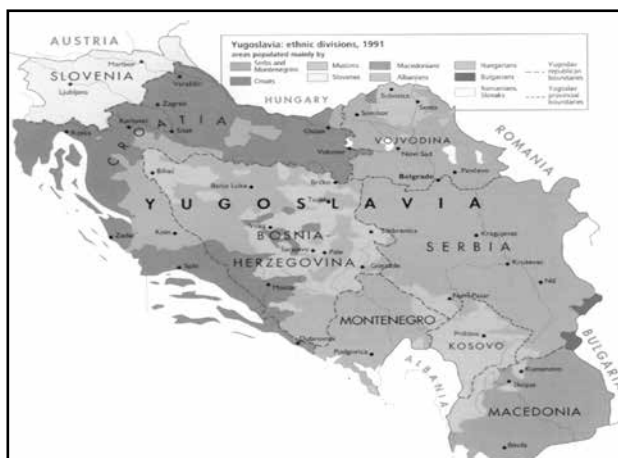 AUSTRIA
Yugoslavia: ethnic divisions, 1991
areas populated mainly by
Serbs and Montenegrins
Croats
Muslims
Slovenes
Macedonians
Albanians
Hungarians
Bulgarians
Romanians,
Slovaks
Yugoslav republican boundaries
Yugoslav provincial boundaries
Maribor
SLOVENIA
Ljubljana
Varaždin
HUNGARY
Zagreb
CROATIA
Karlovac
Sisak
Rijeka
Osijek
Vukovar
Subotica
Senta
Sombor
VOJVODINA
Novi Sad
ROMANIA
Pančevo
Belgrade
Bihać
Banja Luka
Brčko
Tuzla
YUGOSLAVIA
BOSNIA
HERZEGOVINA
Srebrenica
Sarajevo
Pale
Goražde
SERBIA
Kragujevac
Kruševac
Niš
Zadar
Knin
Split
Mostar
Novi Pazar
MONTENEGRO
Priština
KOSOVO
Dubrovnik
Podgorica
ALBANIA
BULGARIA
Kumanovo
Skopje
MACEDONIA
Bitola